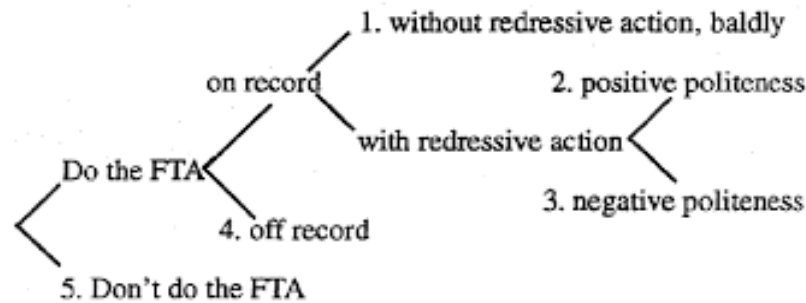 1. without redressive action, baldly
on record
2. positive politeness
with redressive action
Do the FTA
3. negative politeness
4. off record
5. Don't do the FTA